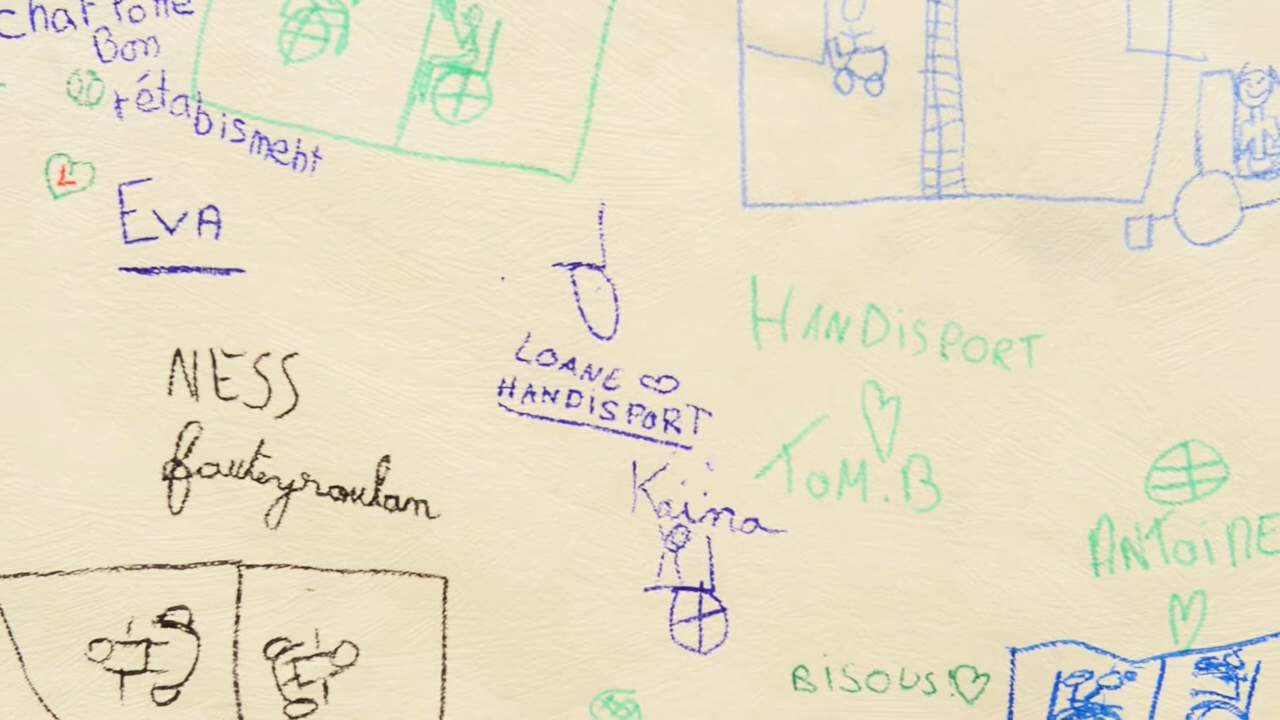 Charlotte
Bon
rétabisment
L
EVA
HANDiSPORT
LOANE
HANDISPORT
NESS
fauteyroulan
TOM.B
Kaina
ANTOINE
BISOUS!